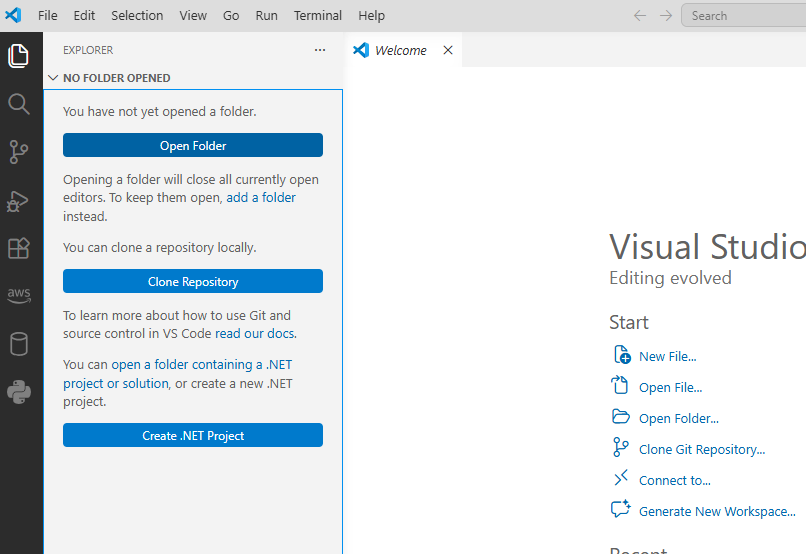 File Edit Selection View Go Run Terminal Help Search
EXPLORER ...
Welcome
NO FOLDER OPENED
You have not yet opened a folder.
Open Folder
Opening a folder will close all currently open
editors. To keep them open, add a folder
instead.
You can clone a repository locally.
Clone Repository
To learn more about how to use Git and
source control in VS Code read our docs.
You can open a folder containing a .NET
project or solution, or create a new .NET
project.
Create .NET Project
aws
Visual Studio
Editing evolved
Start
New File...
Open File...
Open Folder...
Clone Git Repository...
Connect to...
Generate New Workspace...
Recent